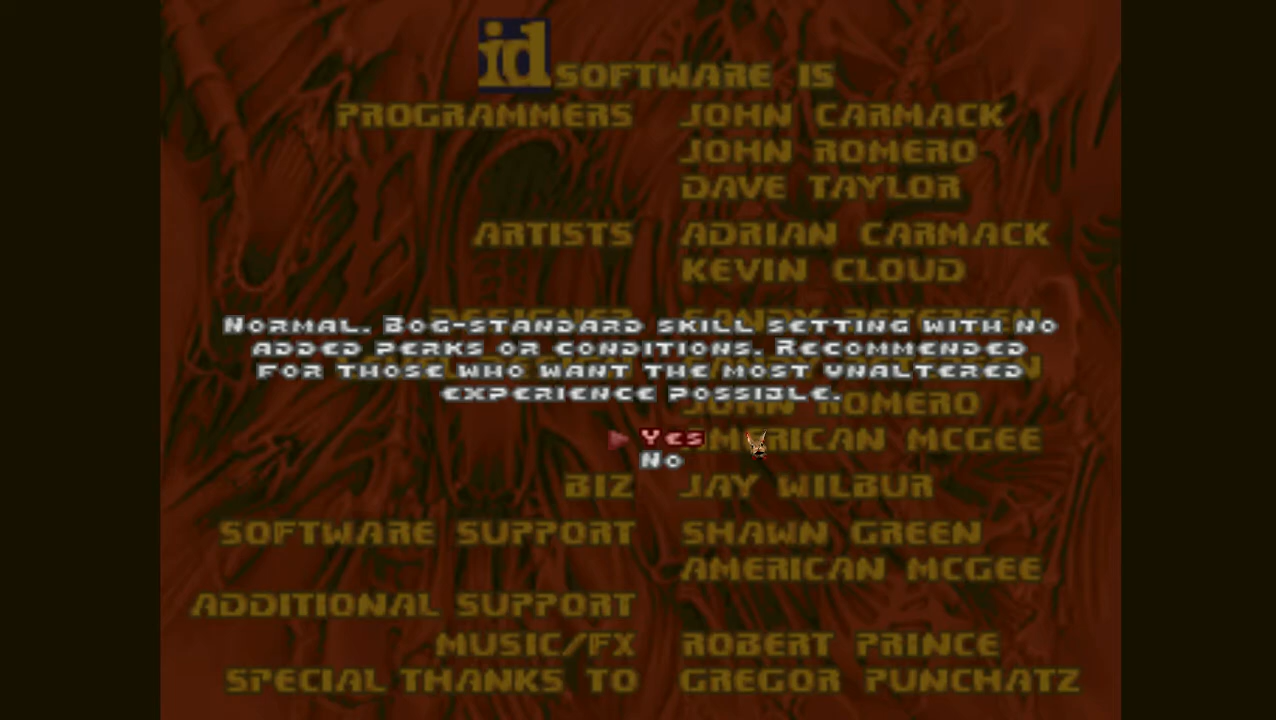 id SOFTWARE IS
PROGRAMMERS JOHN CARMACK
JOHN ROMERO
DAVE TAYLOR
ARTISTS ADRIAN CARMACK
KEVIN CLOUD
Normal. Bog-standard skill setting with no
added perks or conditions. Recommended
for those who want the most unaltered
experience possible.
JOHN ROMERO
Yes AMERICAN MCGEE
No
BIZ JAY WILBUR
SOFTWARE SUPPORT SHAWN GREEN
AMERICAN MCGEE
ADDITIONAL SUPPORT
MUSIC/FX ROBERT PRINCE
SPECIAL THANKS TO GREGOR PUNCHATZ